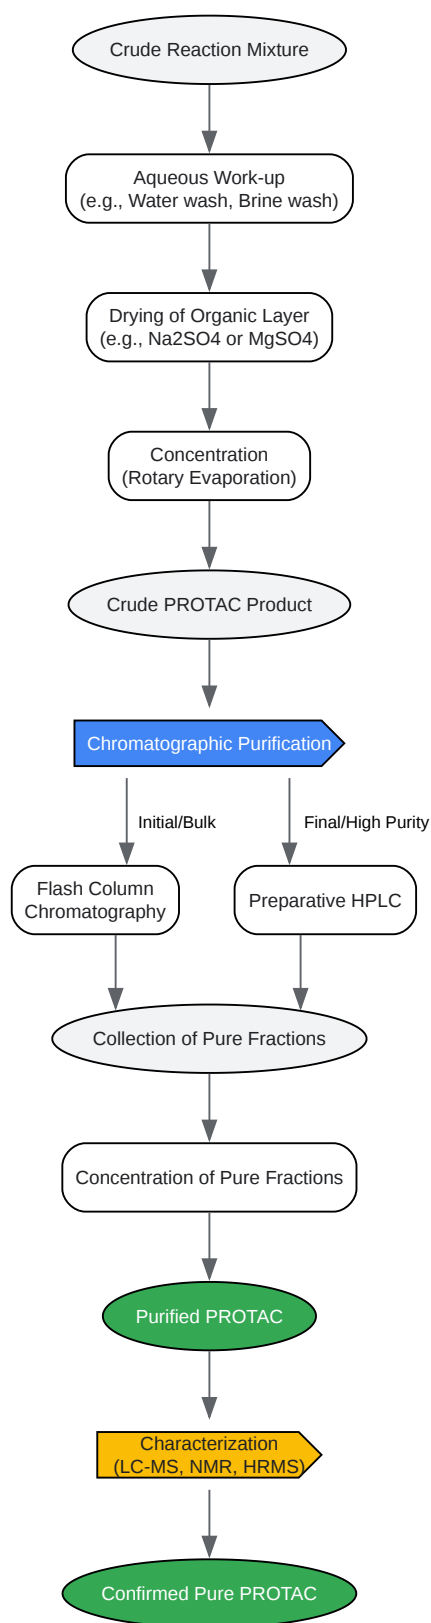 Crude Reaction Mixture
Aqueous Work-up
(e.g., Water wash, Brine wash)
Drying of Organic Layer
(e.g., Na2SO4 or MgSO4)
Concentration
(Rotary Evaporation)
Crude PROTAC Product
Chromatographic Purification
Initial/Bulk
Final/High Purity
Flash Column
Chromatography
Preparative HPLC
Collection of Pure Fractions
Concentration of Pure Fractions
Purified PROTAC
Characterization
(LC-MS, NMR, HRMS)
Confirmed Pure PROTAC